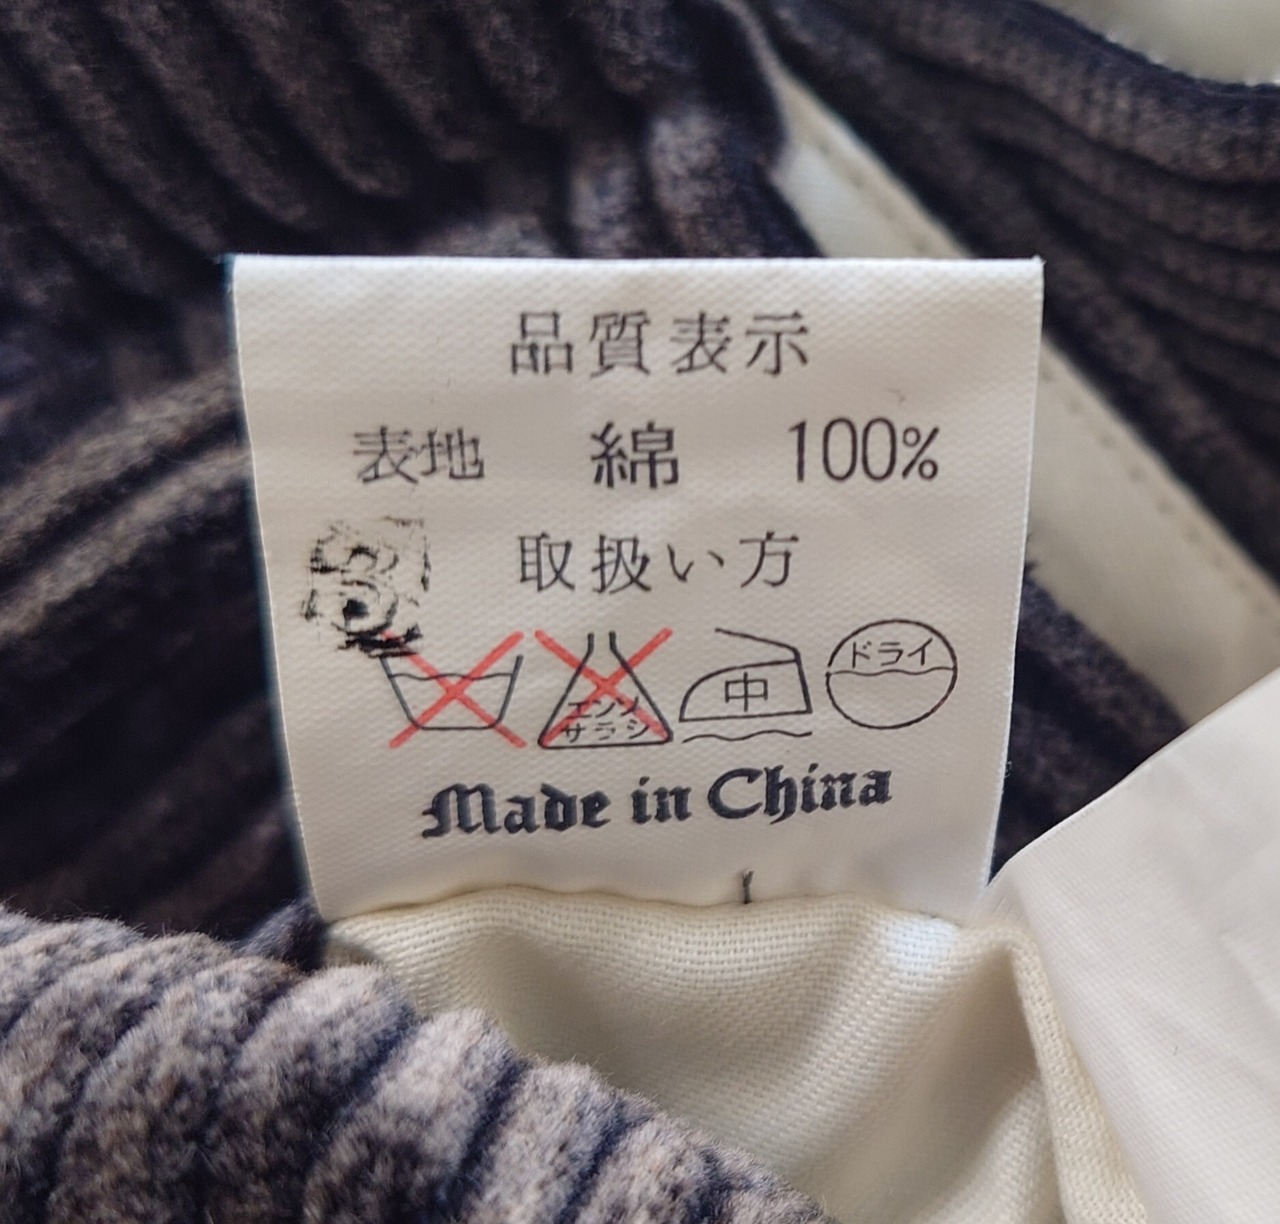 品質表示
表地 綿 100%
取扱い方
エンソ
サラシ
中
ドライ
Made in China